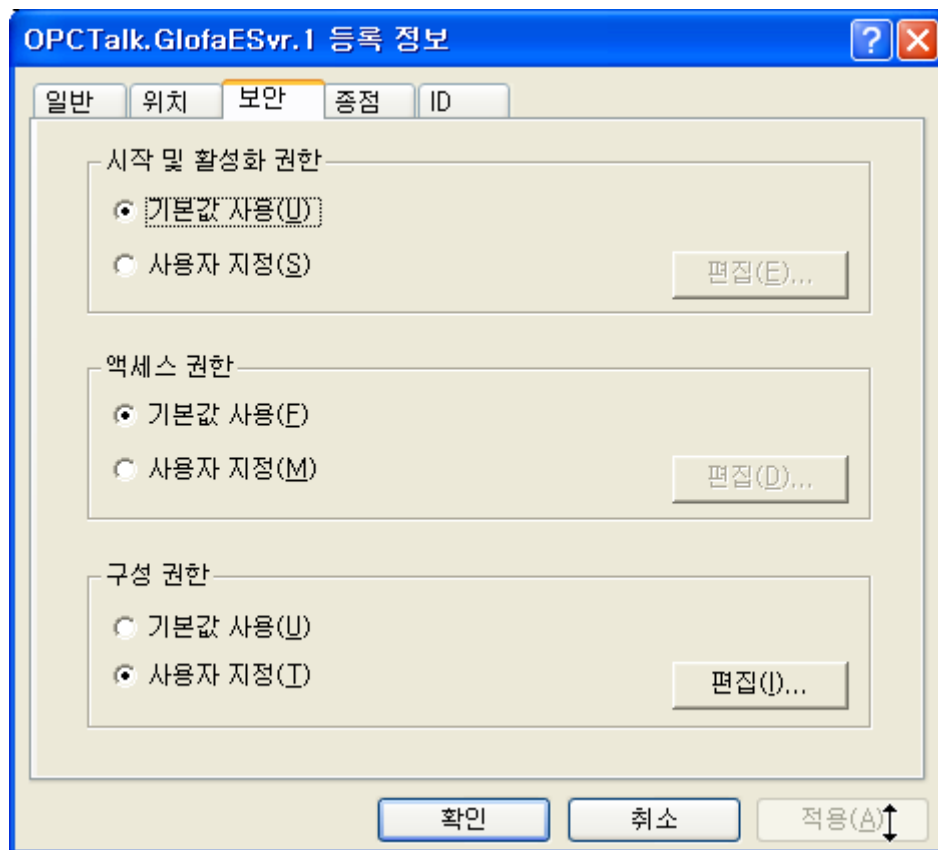 OPCTalk.GlofaESvr.1 등록 정보
일반 위치 보안 종점 ID
시작 및 활성화 권한
기본값 사용(U)
사용자 지정(S)
편집(E)...
액세스 권한
기본값 사용(F)
사용자 지정(M)
편집(D)...
구성 권한
기본값 사용(U)
사용자 지정(T)
편집(I)...
확인 취소 적용(A)